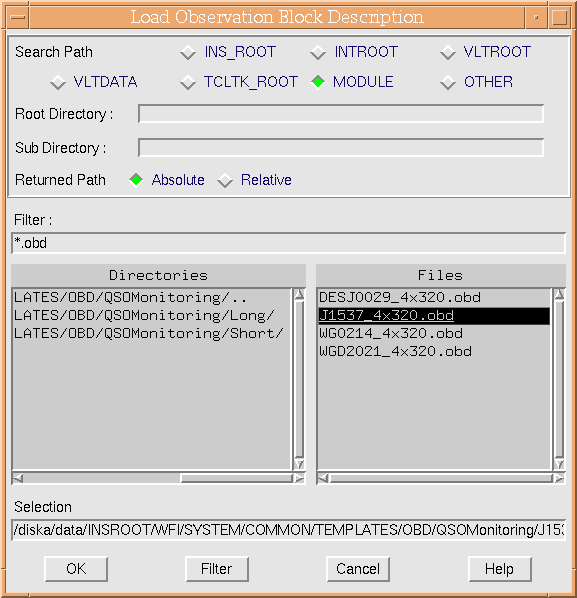 Load Observation Block Description
Search Path INS_ROOT INTROOT VLTROOT
VLTDATA TCLTK_ROOT MODULE OTHER
Root Directory :
Sub Directory :
Returned Path Absolute Relative
Filter :
*.obd
Directories
LATES/OBD/QSOMonitoring/..
LATES/OBD/QSOMonitoring/Long/
LATES/OBD/QSOMonitoring/Short/
Files
DESJ0029_4x320.obd
J1537_4x320.obd
WG0214_4x320.obd
WGD2021_4x320.obd
Selection
/diska/data/INSROOT/WFI/SYSTEM/COMMON/TEMPLATES/OBD/QSOMonitoring/J153
OK Filter Cancel Help